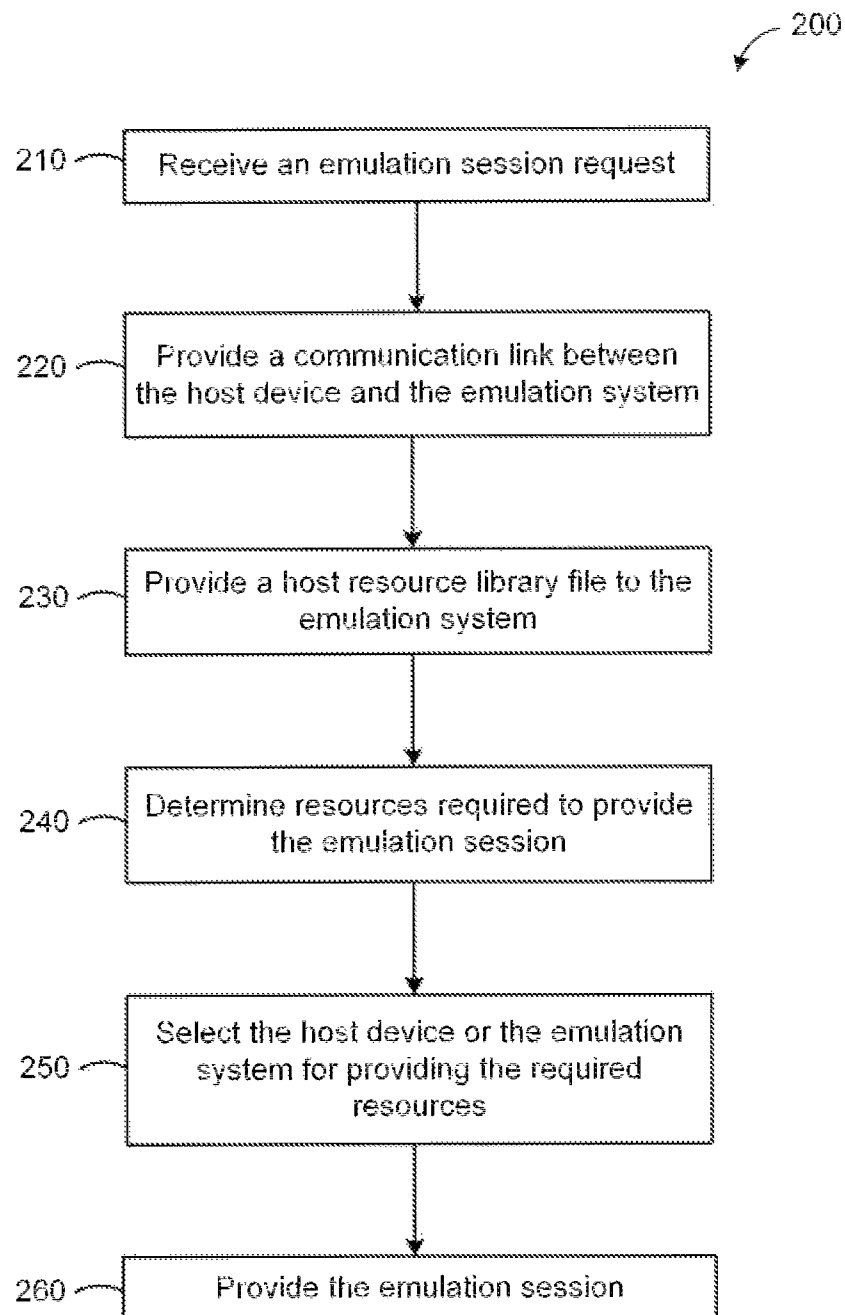 200
210
Receive an emulation session request
220
Provide a communication link between
the host device and the emulation system
230
Provide a host resource library file to the
emulation system
240
Determine resources required to provide
the emulation session
250
Select the host device or the emulation
system for providing the required
resources
260
Provide the emulation session